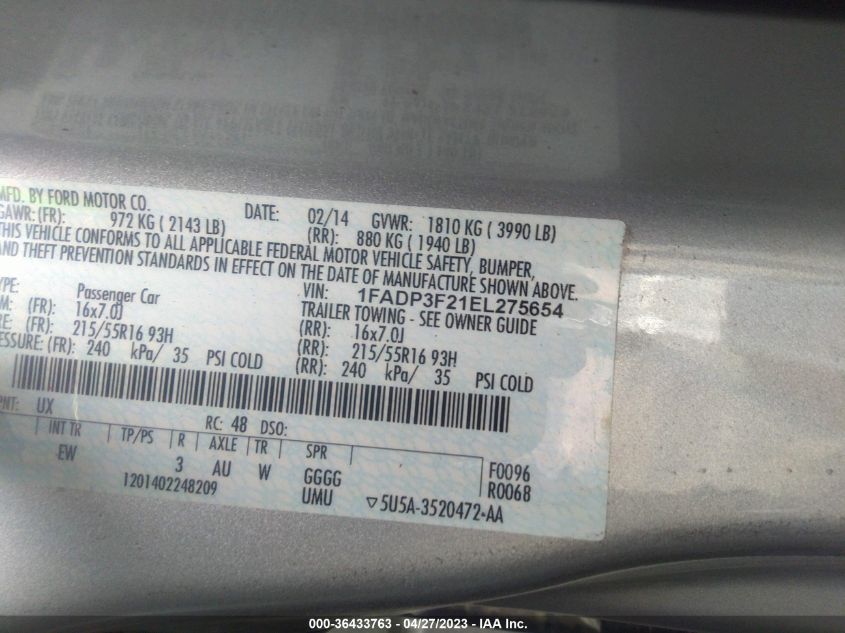 MFD. BY FORD MOTOR CO.
DATE: 02/14 GVWR: 1810 KG ( 3990 LB)
GAWR: (FR): 972 KG ( 2143 LB) (RR): 880 KG ( 1940 LB)
THIS VEHICLE CONFORMS TO ALL APPLICABLE FEDERAL MOTOR VEHICLE SAFETY, BUMPER,
AND THEFT PREVENTION STANDARDS IN EFFECT ON THE DATE OF MANUFACTURE SHOWN ABOVE.
VIN: 1FADP3F21EL275654
YPE: Passenger Car TRAILER TOWING - SEE OWNER GUIDE
M: (FR): 16x7.0J (RR): 16x7.0J
RE: (FR): 215/55R16 93H (RR): 215/55R16 93H
ESSURE: (FR): 240 kPa/ 35 PSI COLD (RR): 240 kPa/ 35 PSI COLD
PNT: UX RC: 48 DSO:
INT TR TP/PS R AXLE TR SPR
EW 3 AU W GGGG F0096
UMU R0068
1201402248209 ▽5U5A-3520472-AA
000-36433763 - 04/27/2023 - IAA Inc.